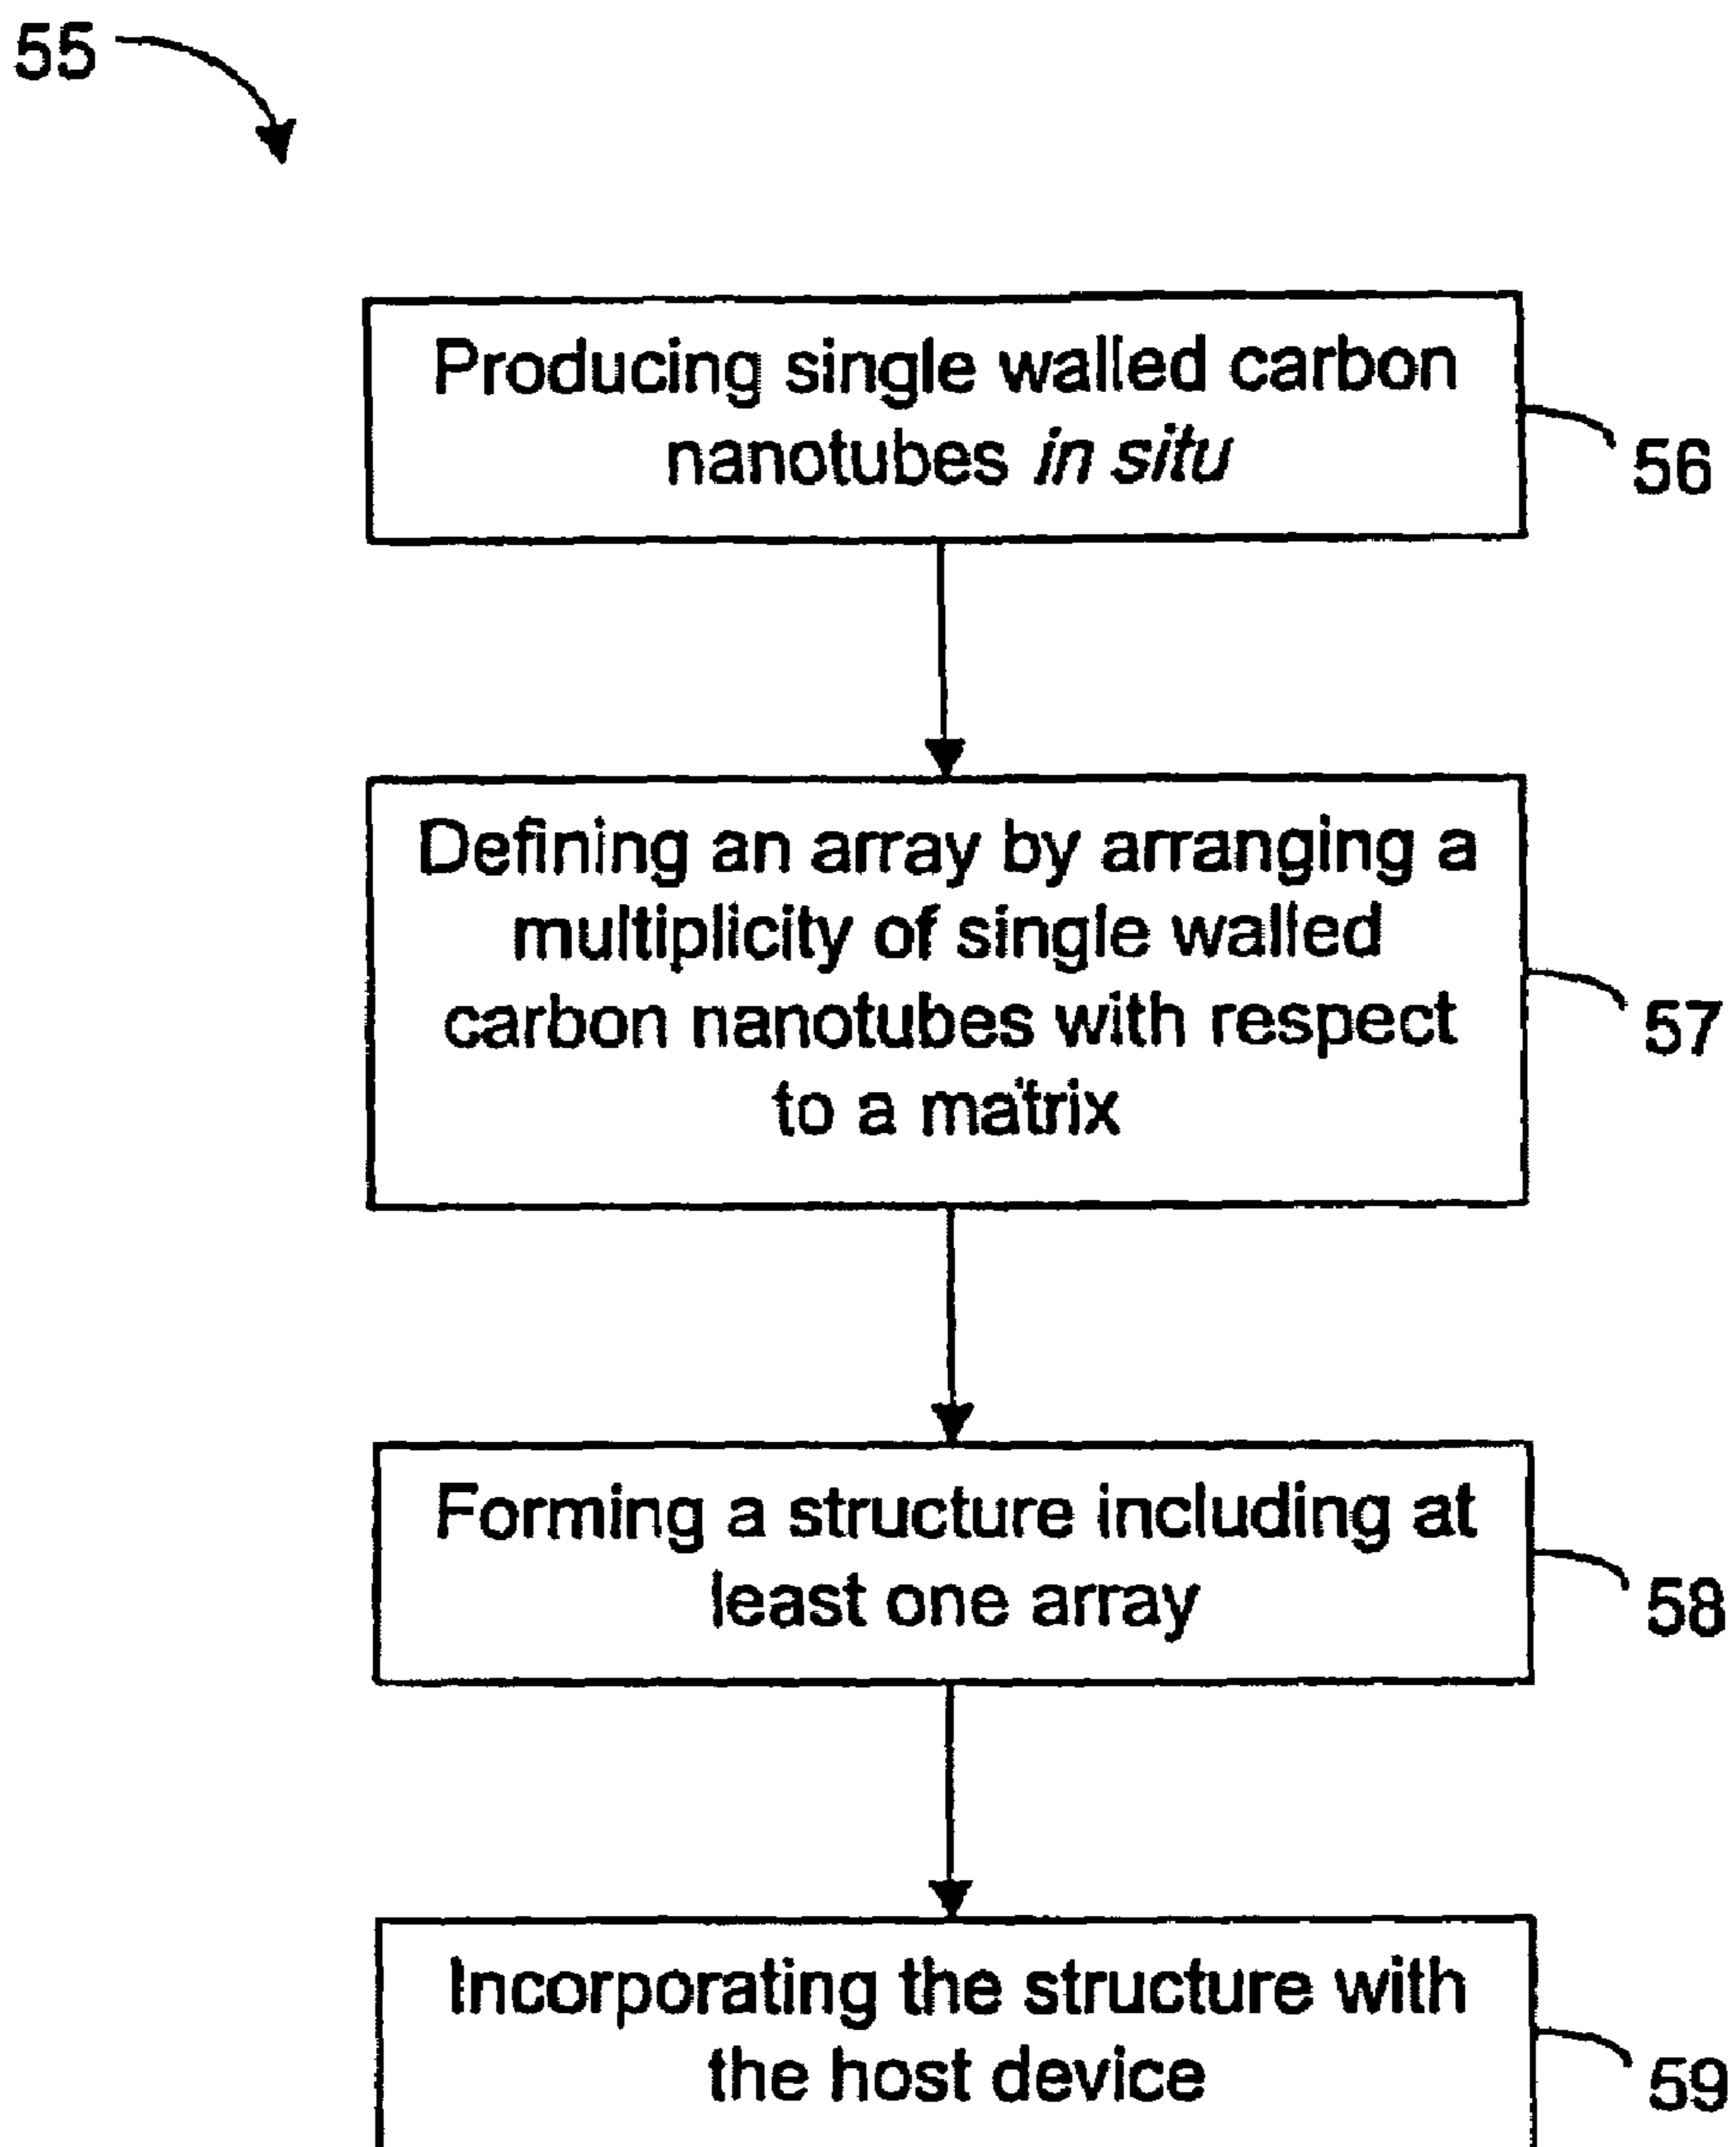 55
Producing single walled carbon
nanotubes in situ
56
Defining an array by arranging a
multiplicity of single walled
carbon nanotubes with respect
to a matrix
57
Forming a structure including at
least one array
58
Incorporating the structure with
the host device
59